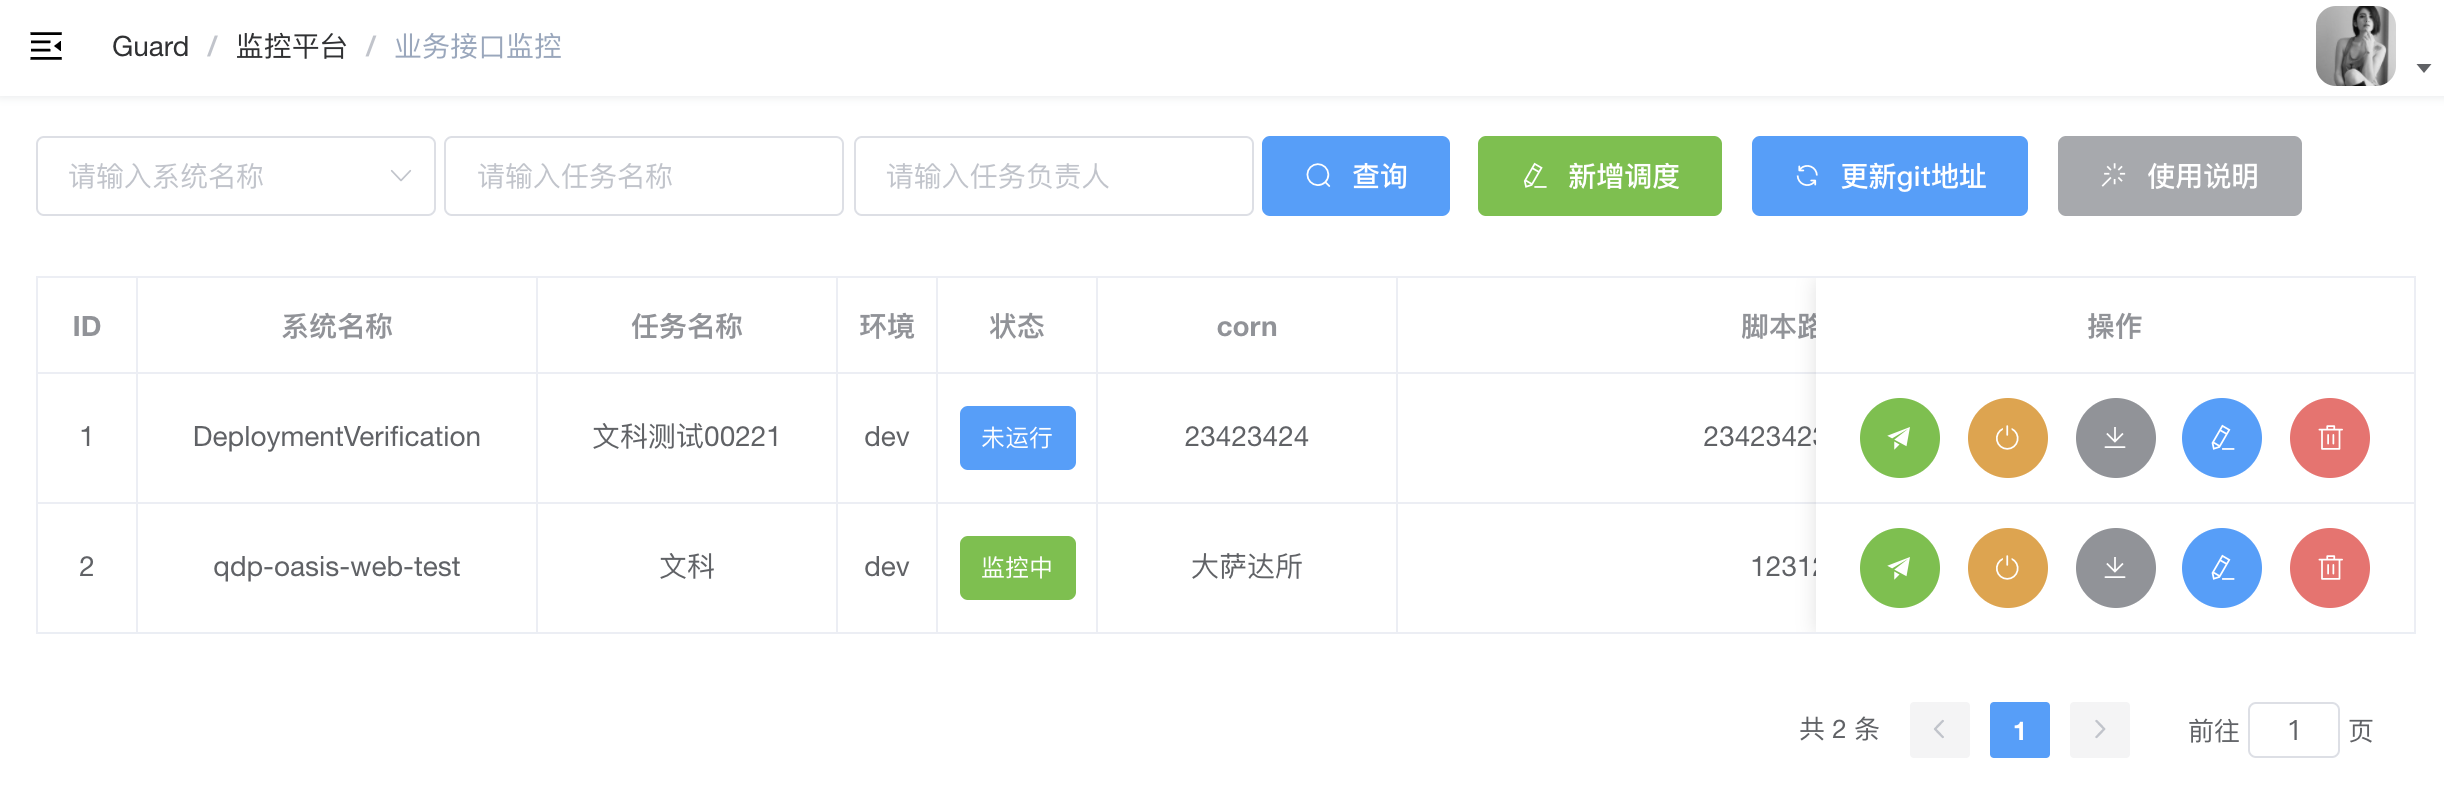 Guard / 监控平台 / 业务接口监控
请输入系统名称 请输入任务名称 请输入任务负责人 查询 新增调度 更新git地址 使用说明
ID 系统名称 任务名称 环境 状态 corn 脚本路 操作
1 DeploymentVerification 文科测试00221 dev 未运行 23423424 2342342
2 qdp-oasis-web-test 文科 dev 监控中 大萨达所 1231
共 2 条 1 前往 1 页